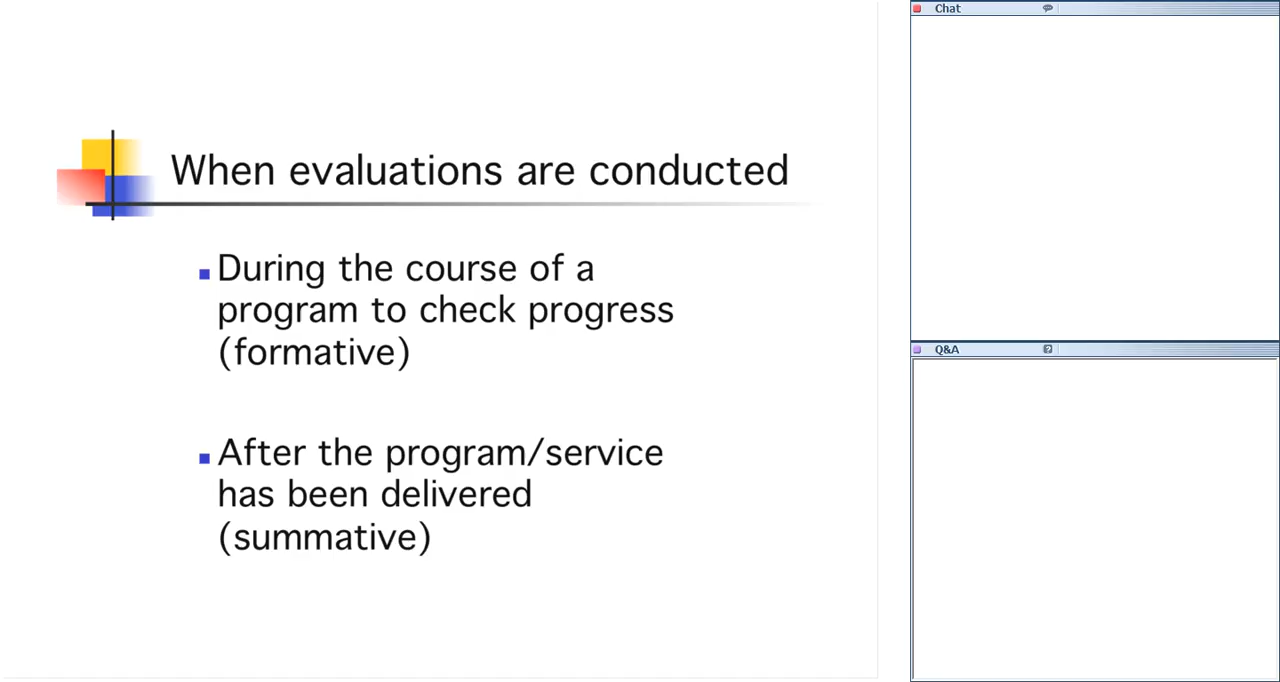 When evaluations are conducted
During the course of a
program to check progress
(formative)
After the program/service
has been delivered
(summative)
Chat
Q&A